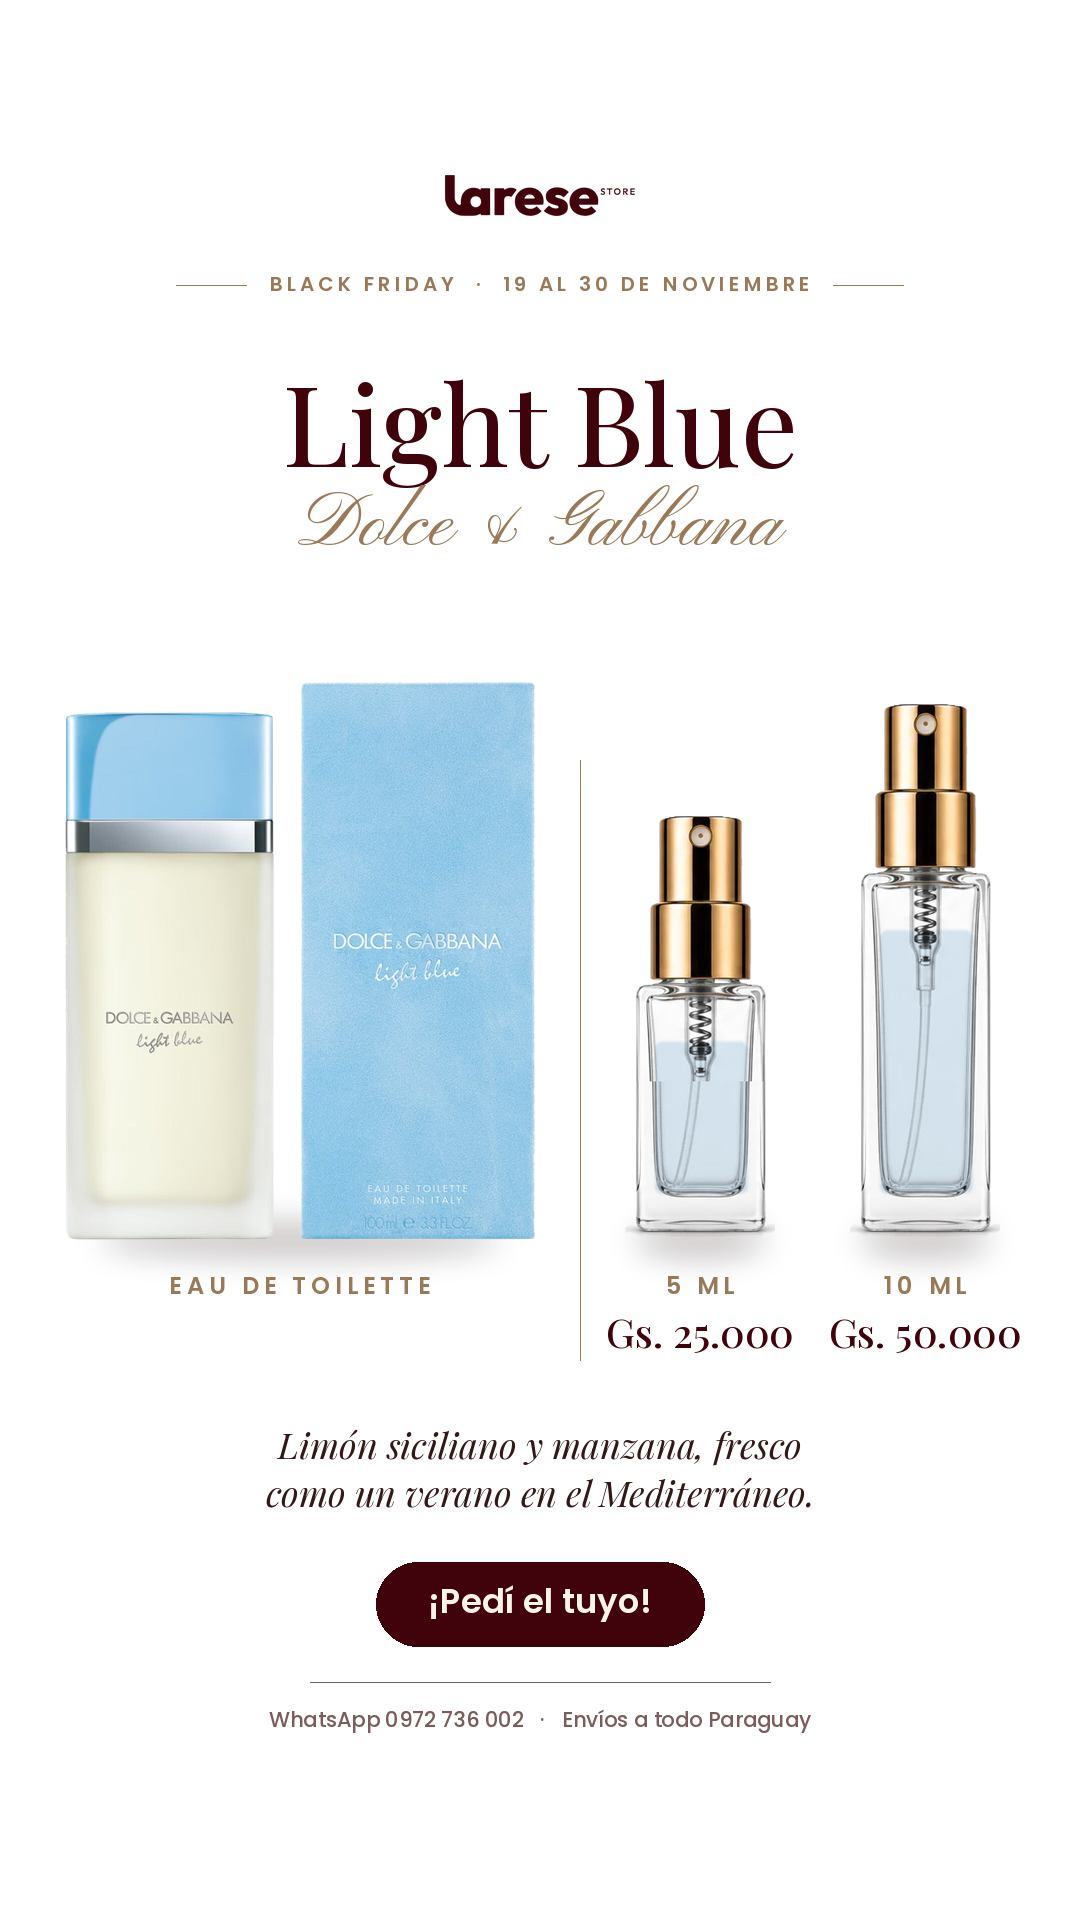 Larese STORE
BLACK FRIDAY · 19 AL 30 DE NOVIEMBRE
Light Blue
Dolce & Gabbana
DOLCE & GABBANA
light blue
DOLCE & GABBANA
light blue
EAU DE TOILETTE
MADE IN ITALY
100 mL e 3.3 FL.OZ.
EAU DE TOILETTE
5 ML
Gs. 25.000
10 ML
Gs. 50.000
Limón siciliano y manzana, fresco
como un verano en el Mediterráneo.
¡Pedí el tuyo!
WhatsApp 0972 736 002 · Envíos a todo Paraguay